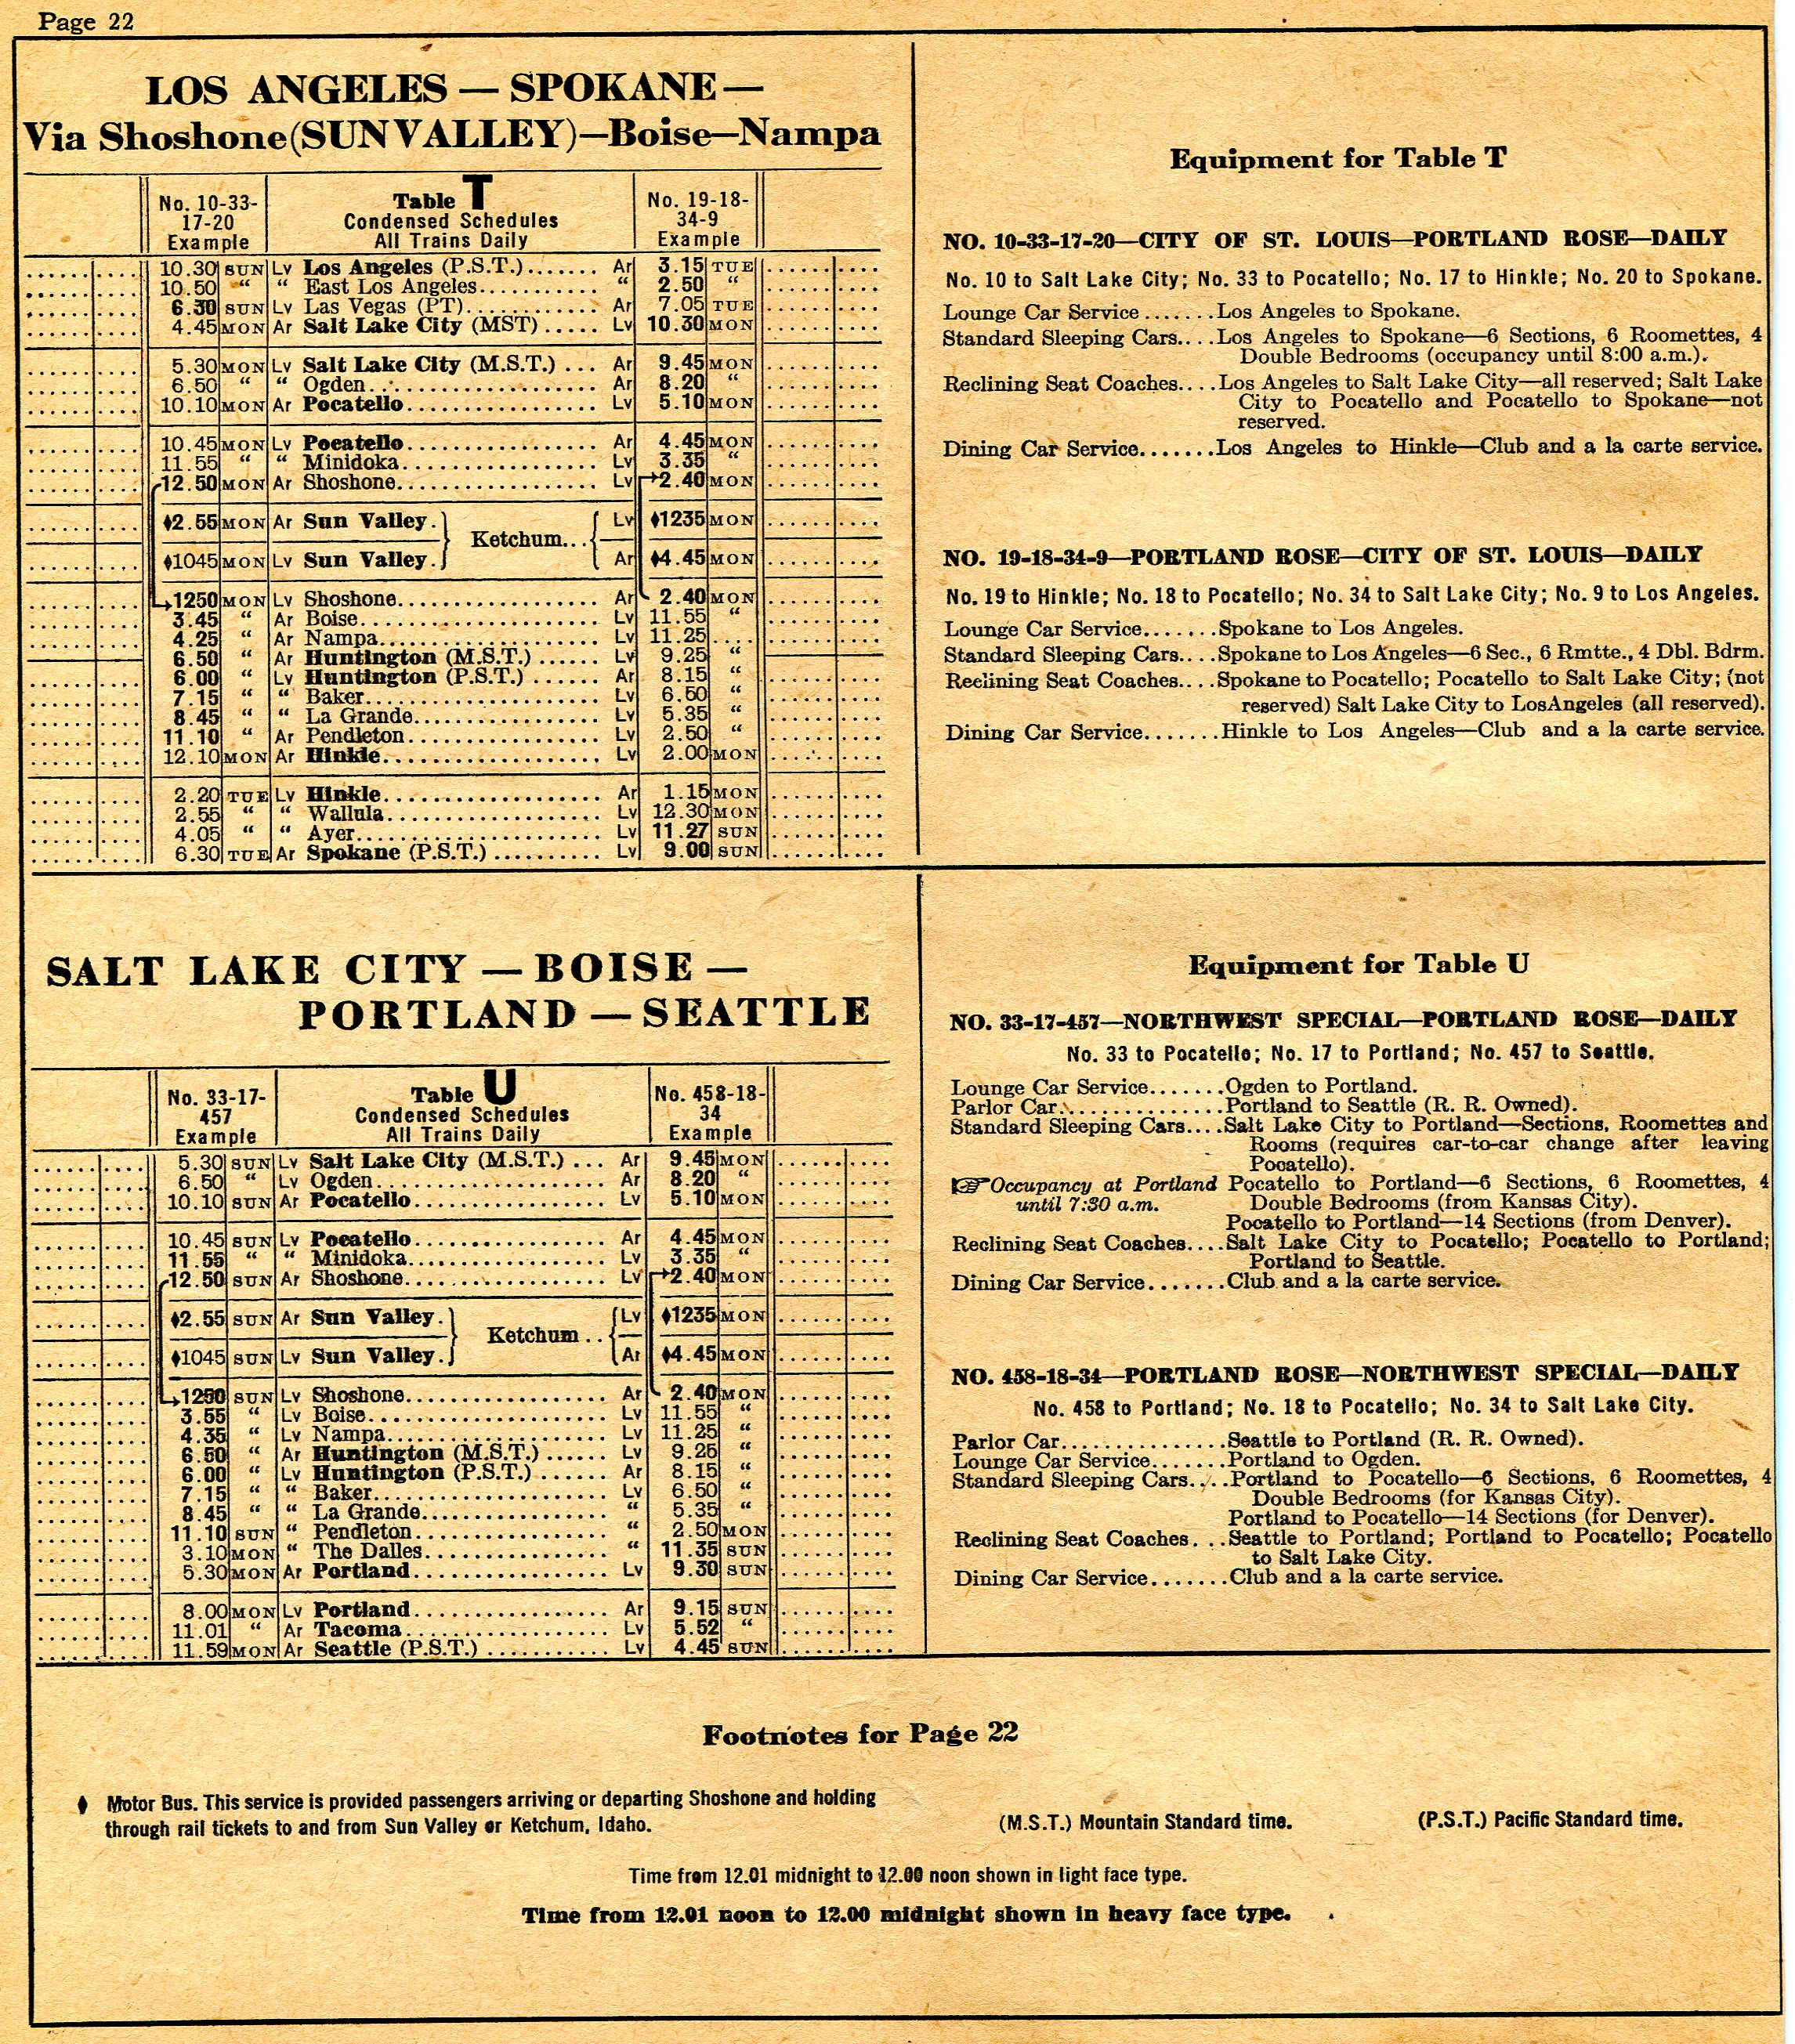 Page 22
LOS ANGELES — SPOKANE —
Via Shoshone (SUN VALLEY)—Boise—Nampa
No. 10-33-17-20 Example | Table T Condensed Schedules All Trains Daily | No. 19-18-34-9 Example
10.30 SUN Lv Los Angeles (P.S.T.)....... Ar 3.15 TUE
10.50 “ “ East Los Angeles............ “ 2.50 “
6.30 SUN Lv Las Vegas (PT)............. Ar 7.05 TUE
4.45 MON Ar Salt Lake City (MST) ..... Lv 10.30 MON
5.30 MON Lv Salt Lake City (M.S.T.) ... Ar 9.45 MON
6.50 “ “ Ogden.................... Ar 8.20 “
10.10 MON Ar Pocatello.................. Lv 5.10 MON
10.45 MON Lv Pocatello.................. Ar 4.45 MON
11.55 “ “ Minidoka.................. Lv 3.35 “
12.50 MON Ar Shoshone.................. Lv 2.40 MON
♦2.55 MON Ar Sun Valley. Lv ♦1235 MON
Ketchum...
♦1045 MON Lv Sun Valley. Ar ♦4.45 MON
1250 MON Lv Shoshone.................. Ar 2.40 MON
3.45 “ Ar Boise..................... Lv 11.55 “
4.25 “ Ar Nampa..................... Lv 11.25 ....
6.50 “ Ar Huntington (M.S.T.) ...... Lv 9.25 “
6.00 “ Lv Huntington (P.S.T.) ...... Ar 8.15 “
7.15 “ “ Baker..................... Lv 6.50 “
8.45 “ “ La Grande................. Lv 5.35 “
11.10 “ Ar Pendleton................. Lv 2.50 “
12.10 MON Ar Hinkle.................... Lv 2.00 MON
2.20 TUE Lv Hinkle.................... Ar 1.15 MON
2.55 “ “ Wallula................... Lv 12.30 MON
4.05 “ “ Ayer...................... Lv 11.27 SUN
6.30 TUE Ar Spokane (P.S.T.) .......... Lv 9.00 SUN
Equipment for Table T
NO. 10-33-17-20—CITY OF ST. LOUIS—PORTLAND ROSE—DAILY
No. 10 to Salt Lake City; No. 33 to Pocatello; No. 17 to Hinkle; No. 20 to Spokane.
Lounge Car Service.......Los Angeles to Spokane.
Standard Sleeping Cars....Los Angeles to Spokane—6 Sections, 6 Roomettes, 4
Double Bedrooms (occupancy until 8:00 a.m.).
Reclining Seat Coaches....Los Angeles to Salt Lake City—all reserved; Salt Lake
City to Pocatello and Pocatello to Spokane—not
reserved.
Dining Car Service.......Los Angeles to Hinkle—Club and a la carte service.
NO. 19-18-34-9—PORTLAND ROSE—CITY OF ST. LOUIS—DAILY
No. 19 to Hinkle; No. 18 to Pocatello; No. 34 to Salt Lake City; No. 9 to Los Angeles.
Lounge Car Service.......Spokane to Los Angeles.
Standard Sleeping Cars....Spokane to Los Angeles—6 Sec., 6 Rmtte., 4 Dbl. Bdrm.
Reclining Seat Coaches....Spokane to Pocatello; Pocatello to Salt Lake City; (not
reserved) Salt Lake City to LosAngeles (all reserved).
Dining Car Service.......Hinkle to Los Angeles—Club and a la carte service.
SALT LAKE CITY — BOISE —
PORTLAND — SEATTLE
No. 33-17-457 Example | Table U Condensed Schedules All Trains Daily | No. 458-18-34 Example
5.30 SUN Lv Salt Lake City (M.S.T.) ... Ar 9.45 MON
6.50 “ Lv Ogden..................... Ar 8.20 “
10.10 SUN Ar Pocatello.................. Lv 5.10 MON
10.45 SUN Lv Pocatello.................. Ar 4.45 MON
11.55 “ “ Minidoka.................. Lv 3.35 “
12.50 SUN Ar Shoshone.................. Lv 2.40 MON
♦2.55 SUN Ar Sun Valley. Lv ♦1235 MON
Ketchum ..
♦1045 SUN Lv Sun Valley. Ar ♦4.45 MON
1250 SUN Lv Shoshone.................. Ar 2.40 MON
3.55 “ Lv Boise..................... Lv 11.55 “
4.35 “ Lv Nampa..................... Lv 11.25 “
6.50 “ Ar Huntington (M.S.T.) ...... Lv 9.25 “
6.00 “ Lv Huntington (P.S.T.) ...... Ar 8.15 “
7.15 “ “ Baker..................... Lv 6.50 “
8.45 “ “ La Grande................. “ 5.35 “
11.10 SUN “ Pendleton................. “ 2.50 MON
3.10 MON “ The Dalles................ “ 11.35 SUN
5.30 MON Ar Portland.................. Lv 9.30 SUN
8.00 MON Lv Portland.................. Ar 9.15 SUN
11.01 “ Ar Tacoma.................... Lv 5.52 “
11.59 MON Ar Seattle (P.S.T.) .......... Lv 4.45 SUN
Equipment for Table U
NO. 33-17-457—NORTHWEST SPECIAL—PORTLAND ROSE—DAILY
No. 33 to Pocatello; No. 17 to Portland; No. 457 to Seattle.
Lounge Car Service.......Ogden to Portland.
Parlor Car...............Portland to Seattle (R. R. Owned).
Standard Sleeping Cars....Salt Lake City to Portland—Sections, Roomettes and
Rooms (requires car-to-car change after leaving
Pocatello).
☞Occupancy at Portland Pocatello to Portland—6 Sections, 6 Roomettes, 4
until 7:30 a.m. Double Bedrooms (from Kansas City).
Pocatello to Portland—14 Sections (from Denver).
Reclining Seat Coaches....Salt Lake City to Pocatello; Pocatello to Portland;
Portland to Seattle.
Dining Car Service.......Club and a la carte service.
NO. 458-18-34—PORTLAND ROSE—NORTHWEST SPECIAL—DAILY
No. 458 to Portland; No. 18 to Pocatello; No. 34 to Salt Lake City.
Parlor Car...............Seattle to Portland (R. R. Owned).
Lounge Car Service.......Portland to Ogden.
Standard Sleeping Cars....Portland to Pocatello—6 Sections, 6 Roomettes, 4
Double Bedrooms (for Kansas City).
Portland to Pocatello—14 Sections (for Denver).
Reclining Seat Coaches....Seattle to Portland; Portland to Pocatello; Pocatello
to Salt Lake City.
Dining Car Service.......Club and a la carte service.
Footnotes for Page 22
♦ Motor Bus. This service is provided passengers arriving or departing Shoshone and holding
through rail tickets to and from Sun Valley or Ketchum, Idaho.
(M.S.T.) Mountain Standard time.
(P.S.T.) Pacific Standard time.
Time from 12.01 midnight to 12.00 noon shown in light face type.
Time from 12.01 noon to 12.00 midnight shown in heavy face type.